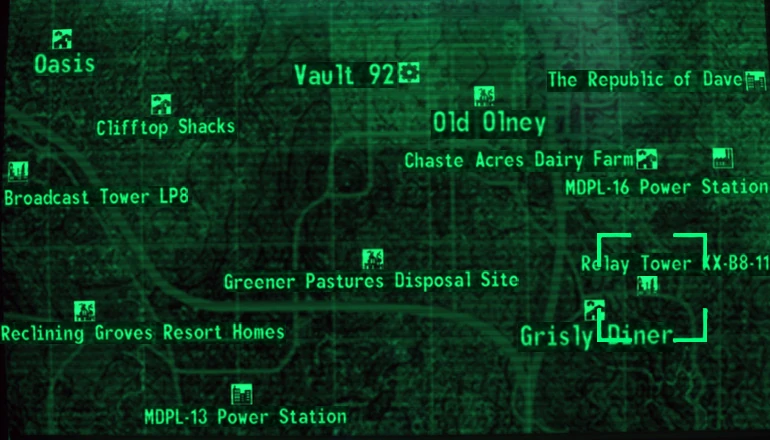 Oasis
Vault 92
The Republic of Dave
Clifftop Shacks
Old Olney
Chaste Acres Dairy Farm
MDPL-16 Power Station
Broadcast Tower LP8
Relay Tower KX-B8-11
Greener Pastures Disposal Site
Reclining Groves Resort Homes
Grisly Diner
MDPL-13 Power Station